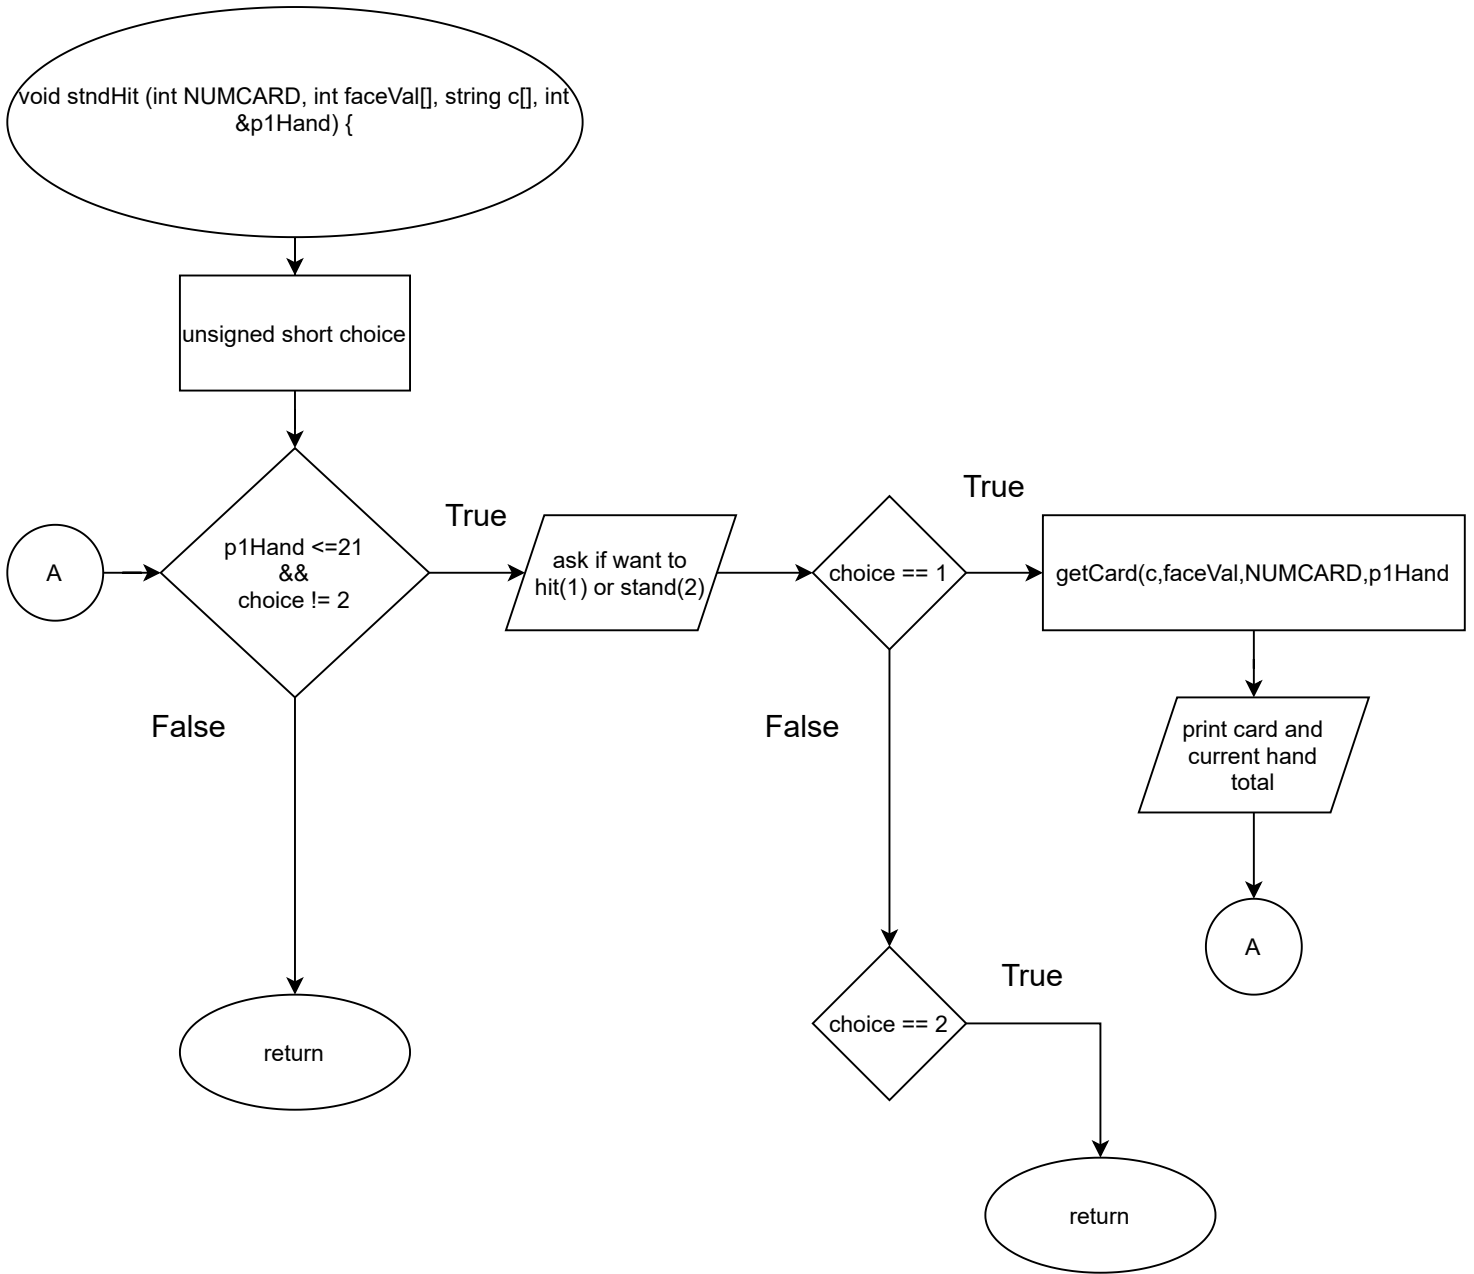 void stndHit (int NUMCARD, int faceVal[], string c[], int
&p1Hand) {
unsigned short choice
A
p1Hand <=21
&&
choice != 2
True
ask if want to
hit(1) or stand(2)
choice == 1
True
getCard(c,faceVal,NUMCARD,p1Hand
False
False
print card and
current hand
total
A
return
choice == 2
True
return